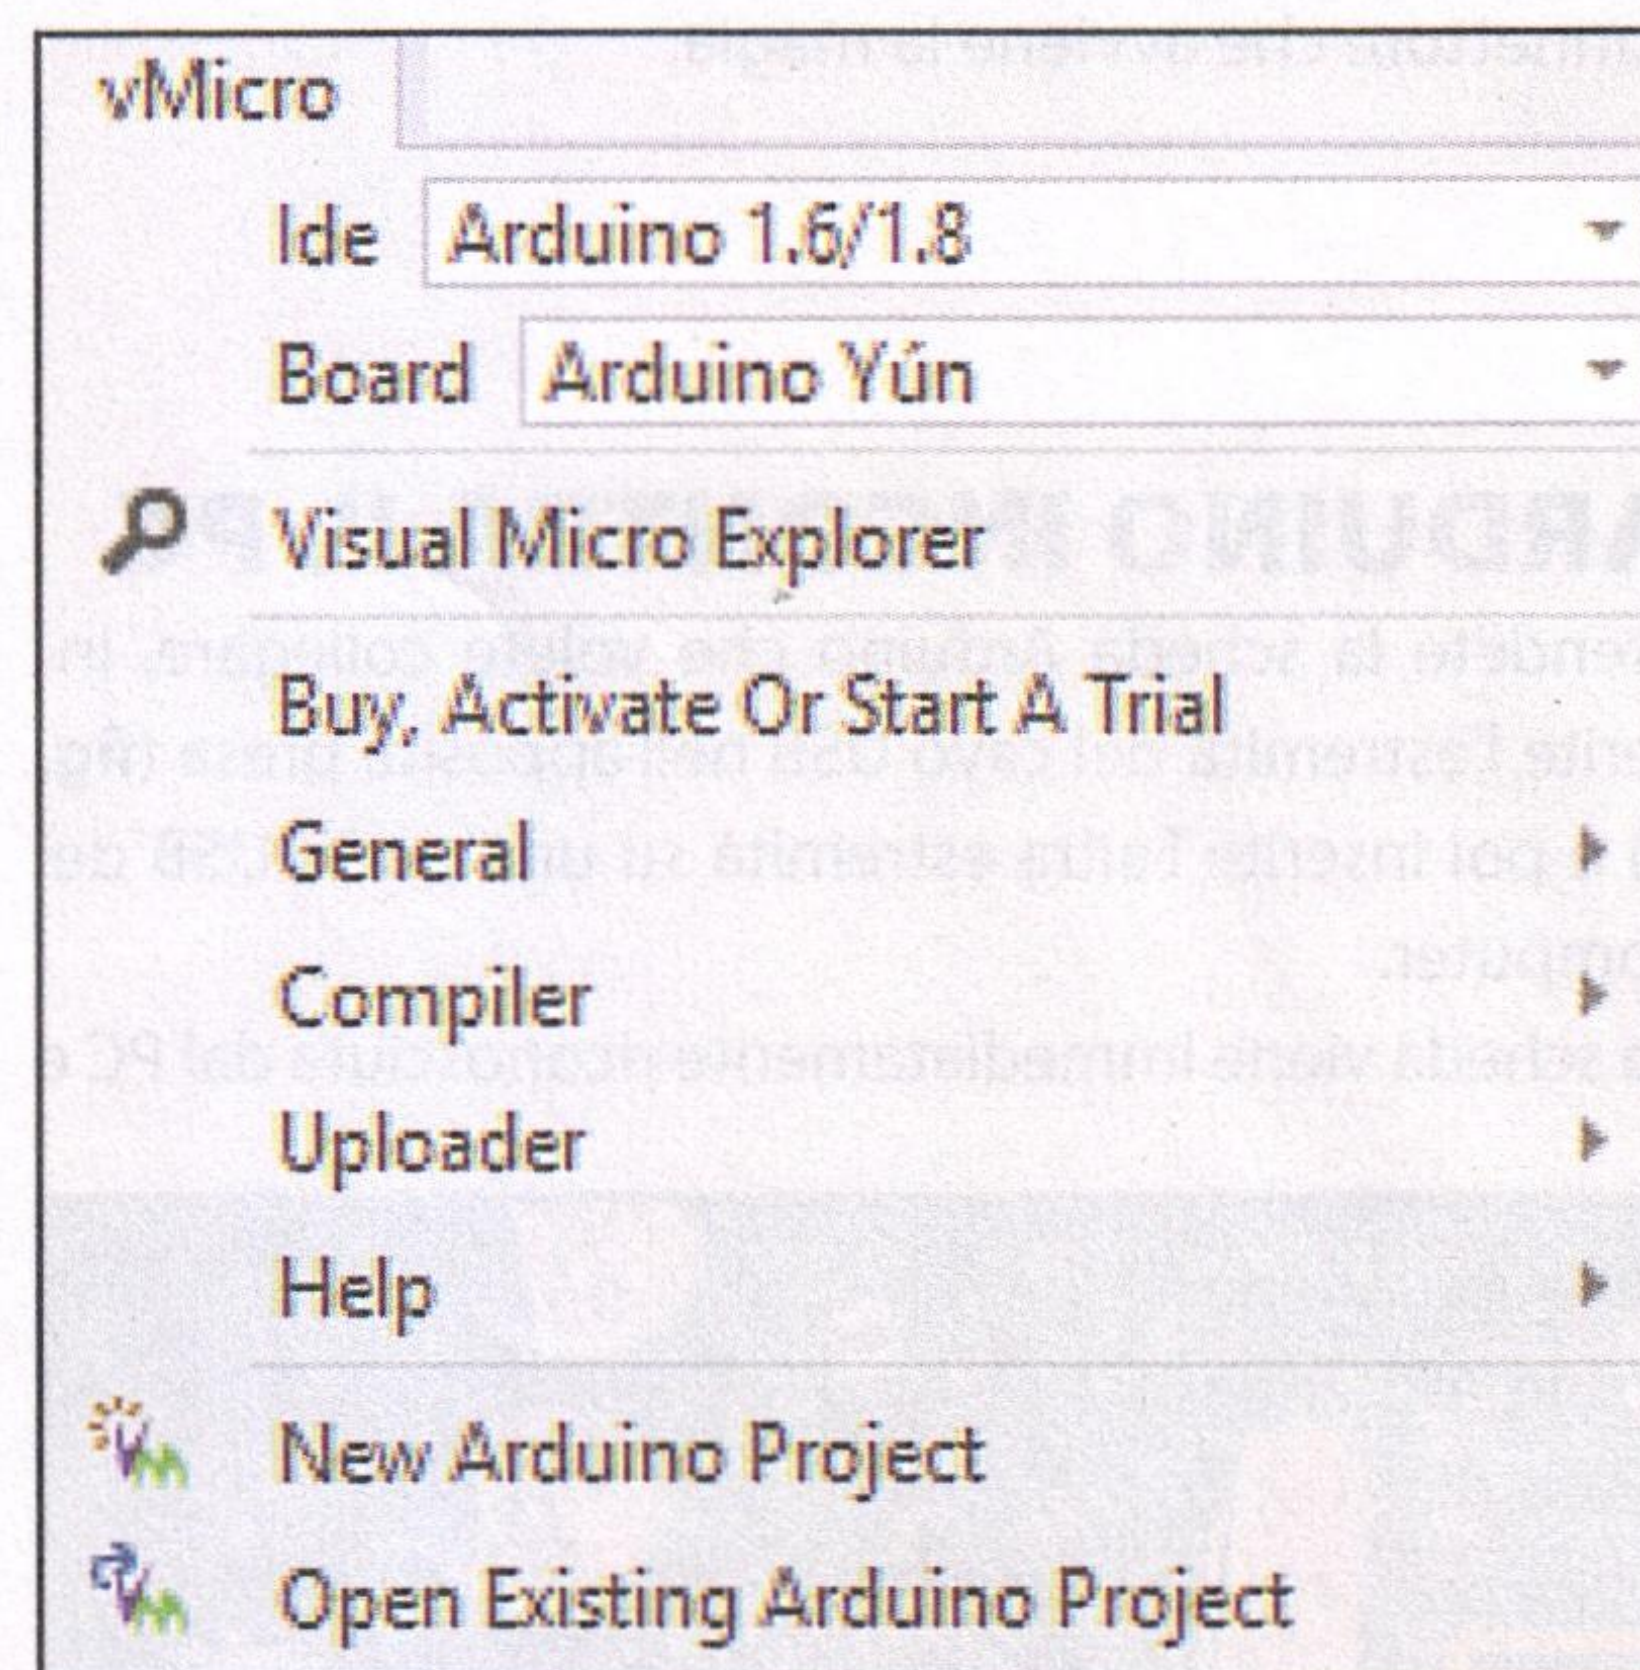 vMicro
Ide Arduino 1.6/1.8
Board Arduino Yún
Visual Micro Explorer
Buy, Activate Or Start A Trial
General
Compiler
Uploader
Help
New Arduino Project
Open Existing Arduino Project